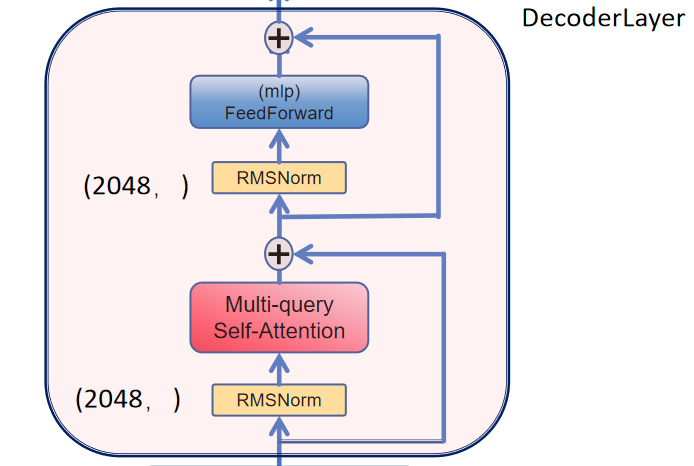 DecoderLayer
+
(mlp)
FeedForward
RMSNorm
(2048, )
+
Multi-query
Self-Attention
RMSNorm
(2048, )